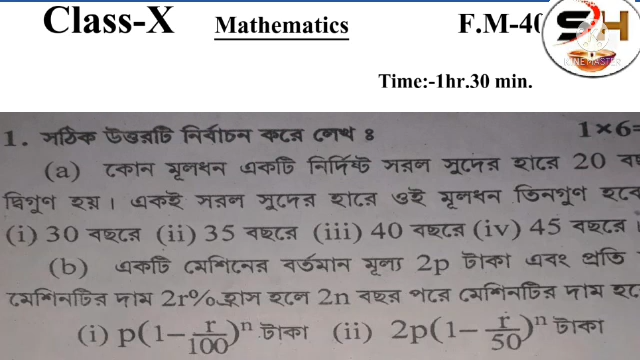 Class-X Mathematics F.M-40
SH
KINEMASTER
Time:-1hr.30 min.
1. সঠিক উত্তরটি নির্বাচন করে লেখ ঃ 1×6=
(a) কোন মূলধন একটি নির্দিষ্ট সরল সুদের হারে 20
দ্বিগুণ হয়। একই সরল সুদের হারে ওই মূলধন তিনগুণ হবে
(i) 30 বছরে (ii) 35 বছরে (iii) 40 বছরে (iv) 45 বছরে।
(b) একটি মেশিনের বর্তমান মূল্য 2p টাকা এবং প্রতি
মেশিনটির দাম 2r% হ্রাস হলে 2n বছর পরে মেশিনটির দাম হবে
(i) p(1−r/100)^n টাকা (ii) 2p(1−r/50)^n টাকা